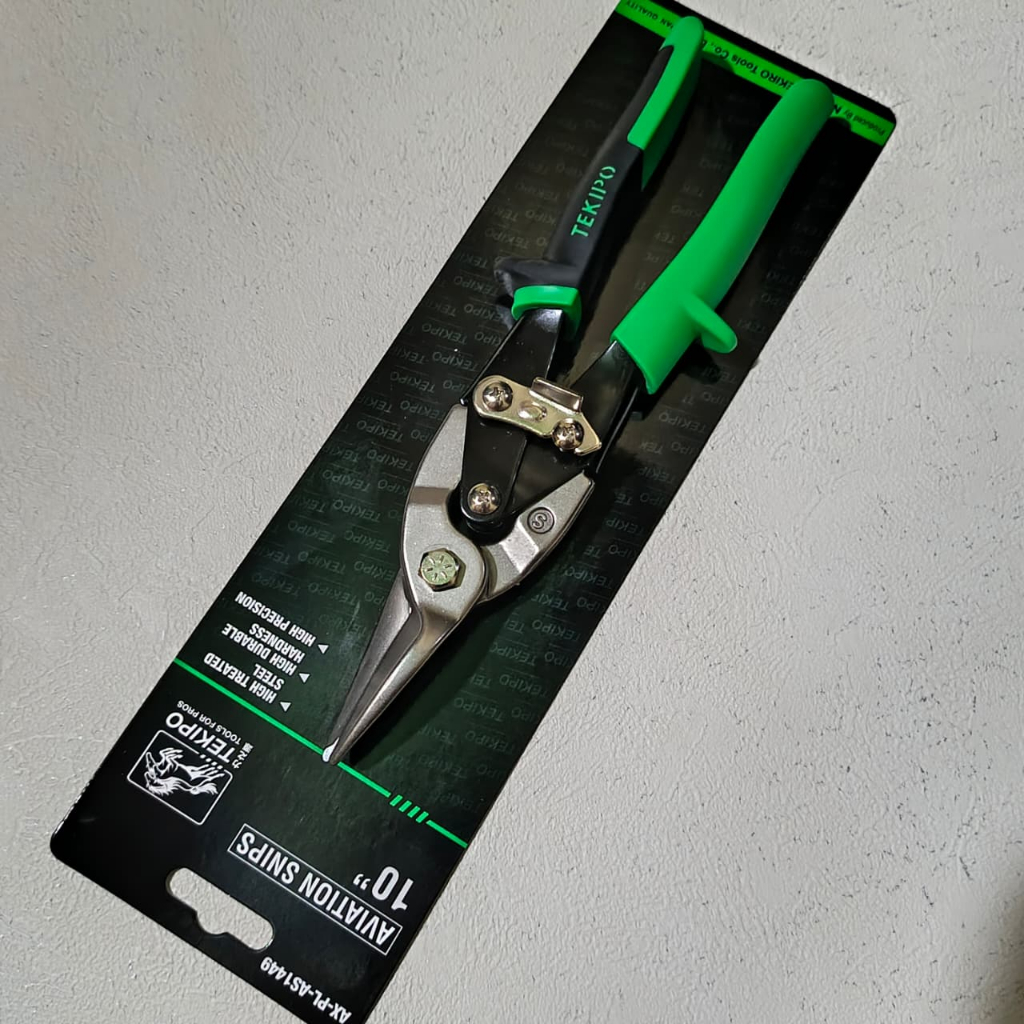 AX-PL-AS1449
AVIATION SNIPS
10”
TEKIPO
TOOLS FOR PROS
HIGH TREATED
STEEL
HIGH DURABLE
HARDNESS
HIGH PRECISION
S
TEKIPO